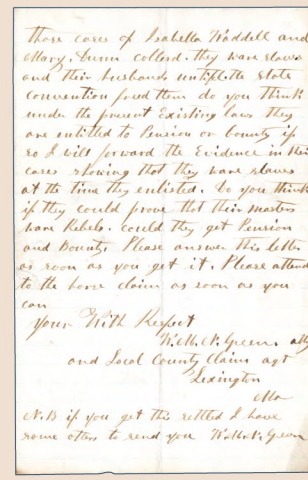 those cases of Isabella Waddell and
Mary Dunn collord. they ware slaves
and their husbands untill the state
convention freed them do you think
under the present Existing laws they
are entitled to Pension or bounty if
so I will forward the Evidence in their
cases showing that they ware slaves
at the time they enlisted. Do you think
if they could prove that their masters
ware Rebels. could they get Pension
and Bounty. Please answer this letter
as soon as you get it. Please attend
to the horse claim as soon as you
can
Your With Respect
W. M. N. Green. atty
and Local County Claim agt
Lexington
Mo
N.B if you get this settled I have
some others to send you W.M.N. Green